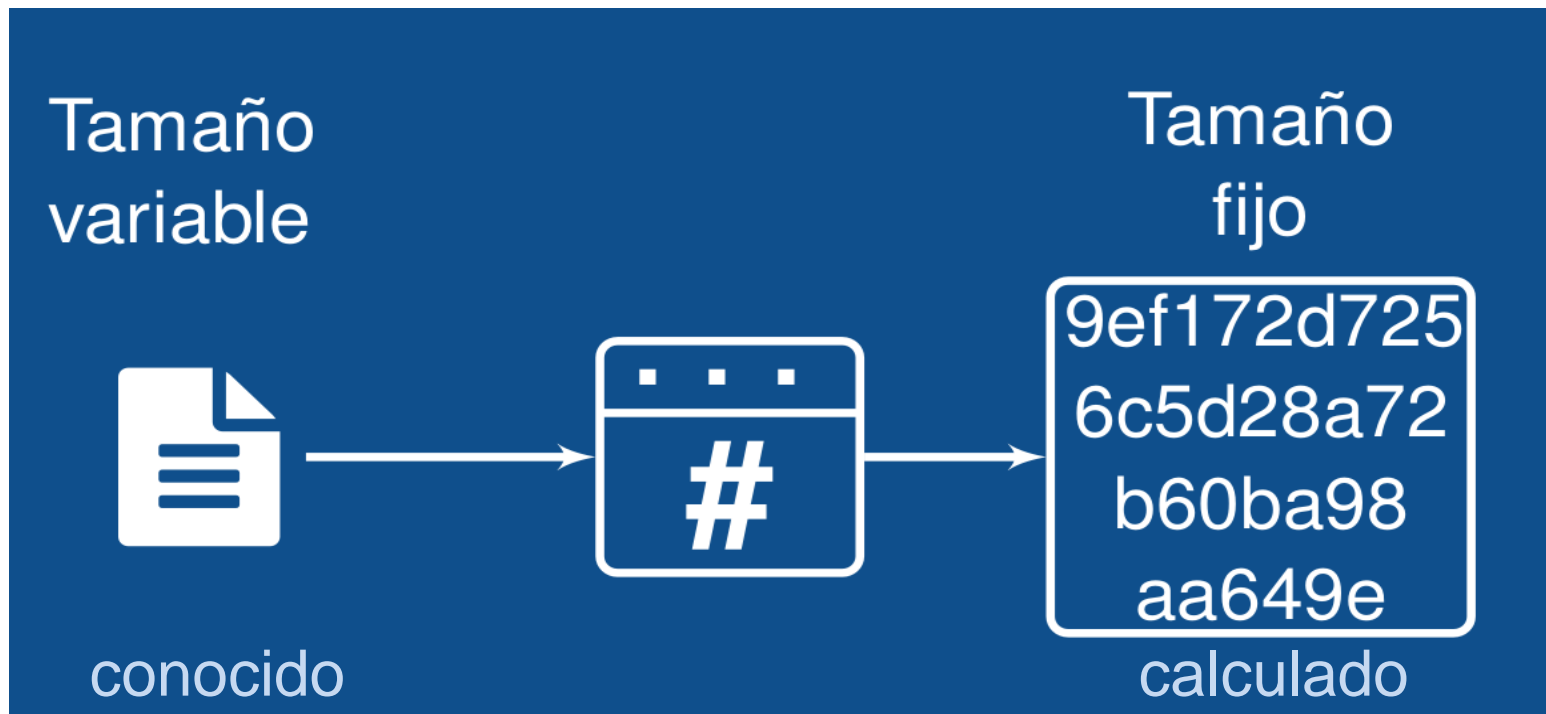 Tamaño
variable
Tamaño
fijo
#
9ef172d725
6c5d28a72
b60ba98
aa649e
conocido
calculado